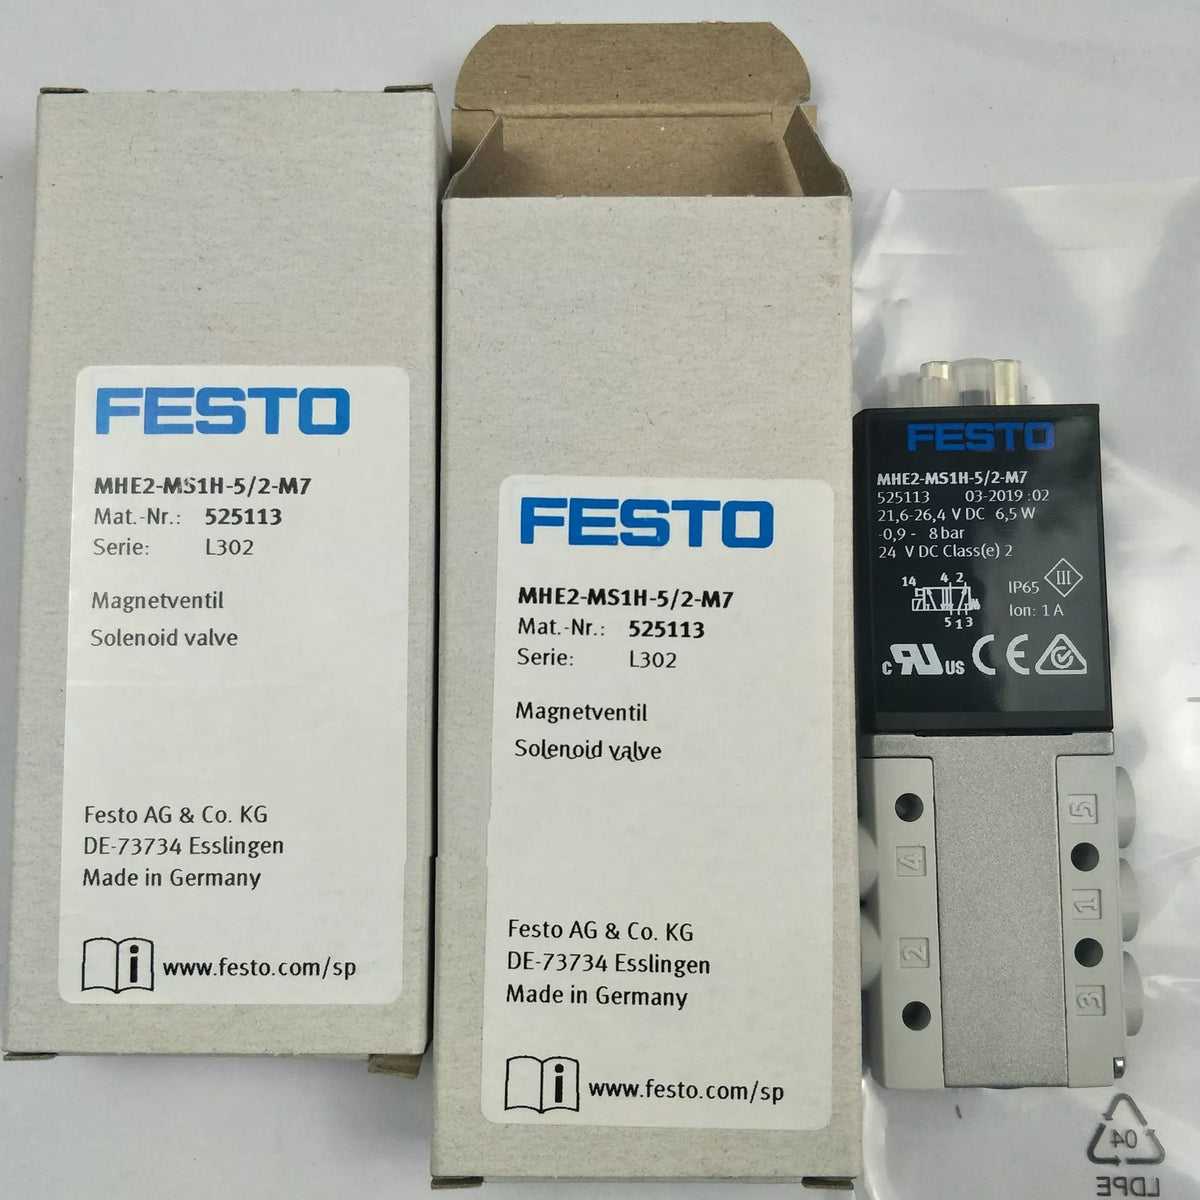 FESTO
MHE2-MS1H-5/2-M7
Mat.-Nr.: 525113
Serie: L302
Magnetventil
Solenoid valve
Festo AG & Co. KG
DE-73734 Esslingen
Made in Germany
i www.festo.com/sp
FESTO
MHE2-MS1H-5/2-M7
Mat.-Nr.: 525113
Serie: L302
Magnetventil
Solenoid valve
Festo AG & Co. KG
DE-73734 Esslingen
Made in Germany
i www.festo.com/sp
FESTO
MHE2-MS1H-5/2-M7
525113 03-2019 :02
21,6-26,4 V DC 6,5 W
-0,9 - 8 bar
24 V DC Class(e) 2
14 4 2
5 1 3
IP65 III
Ion: 1 A
c RU US CE
5
4
1
2
3
04
LDPE